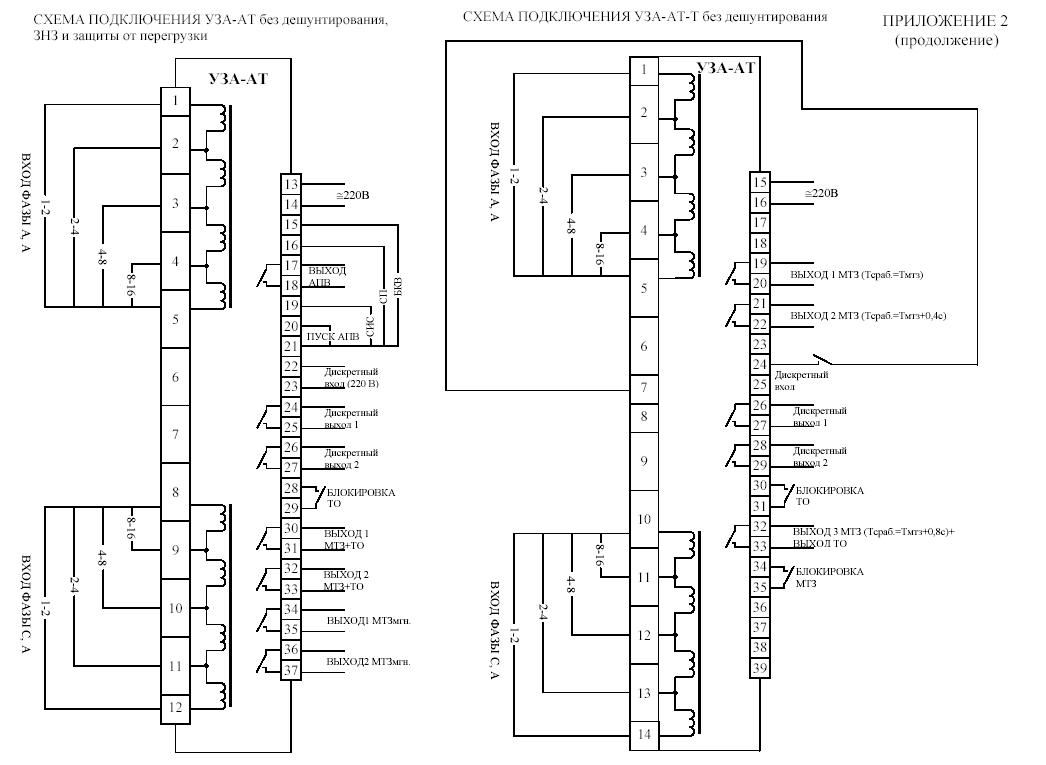 СХЕМА ПОДКЛЮЧЕНИЯ УЗА-АТ без дешунтирования,
ЗНЗ и защиты от перегрузки
УЗА-АТ
ВХОД ФАЗЫ А, А
1-2
2-4
4-8
8-16
1
2
3
4
5
6
7
8
9
10
11
12
ВХОД ФАЗЫ С, А
1-2
2-4
4-8
8-16
13
14
≅220В
15
16
17
18
ВЫХОД
АПВ
19
20
ПУСК АПВ
21
СП
22
23
Дискретный
вход (220 В)
24
25
Дискретный
выход 1
26
27
Дискретный
выход 2
28
29
БЛОКИРОВКА
ТО
30
31
ВЫХОД 1
МТЗ+ТО
32
33
ВЫХОД 2
МТЗ+ТО
34
35
ВЫХОД1 МТЗмгн.
36
37
ВЫХОД2 МТЗмгн.
СХЕМА ПОДКЛЮЧЕНИЯ УЗА-АТ-Т без дешунтирования
ПРИЛОЖЕНИЕ 2
(продолжение)
УЗА-АТ
ВХОД ФАЗЫ А, А
1-2
2-4
4-8
8-16
1
2
3
4
5
6
7
8
9
10
11
12
13
14
ВХОД ФАЗЫ С, А
1-2
2-4
4-8
8-16
15
16
≅220В
17
18
19
20
ВЫХОД 1 МТЗ (Тсраб.=Тмтз)
21
22
ВЫХОД 2 МТЗ (Тсраб.=Тмтз+0,4с)
23
24
25
Дискретный
вход
26
27
Дискретный
выход 1
28
29
Дискретный
выход 2
30
31
БЛОКИРОВКА
ТО
32
33
ВЫХОД 3 МТЗ (Тсраб.=Тмтз+0,8с)+
ВЫХОД ТО
34
35
БЛОКИРОВКА
МТЗ
36
37
38
39